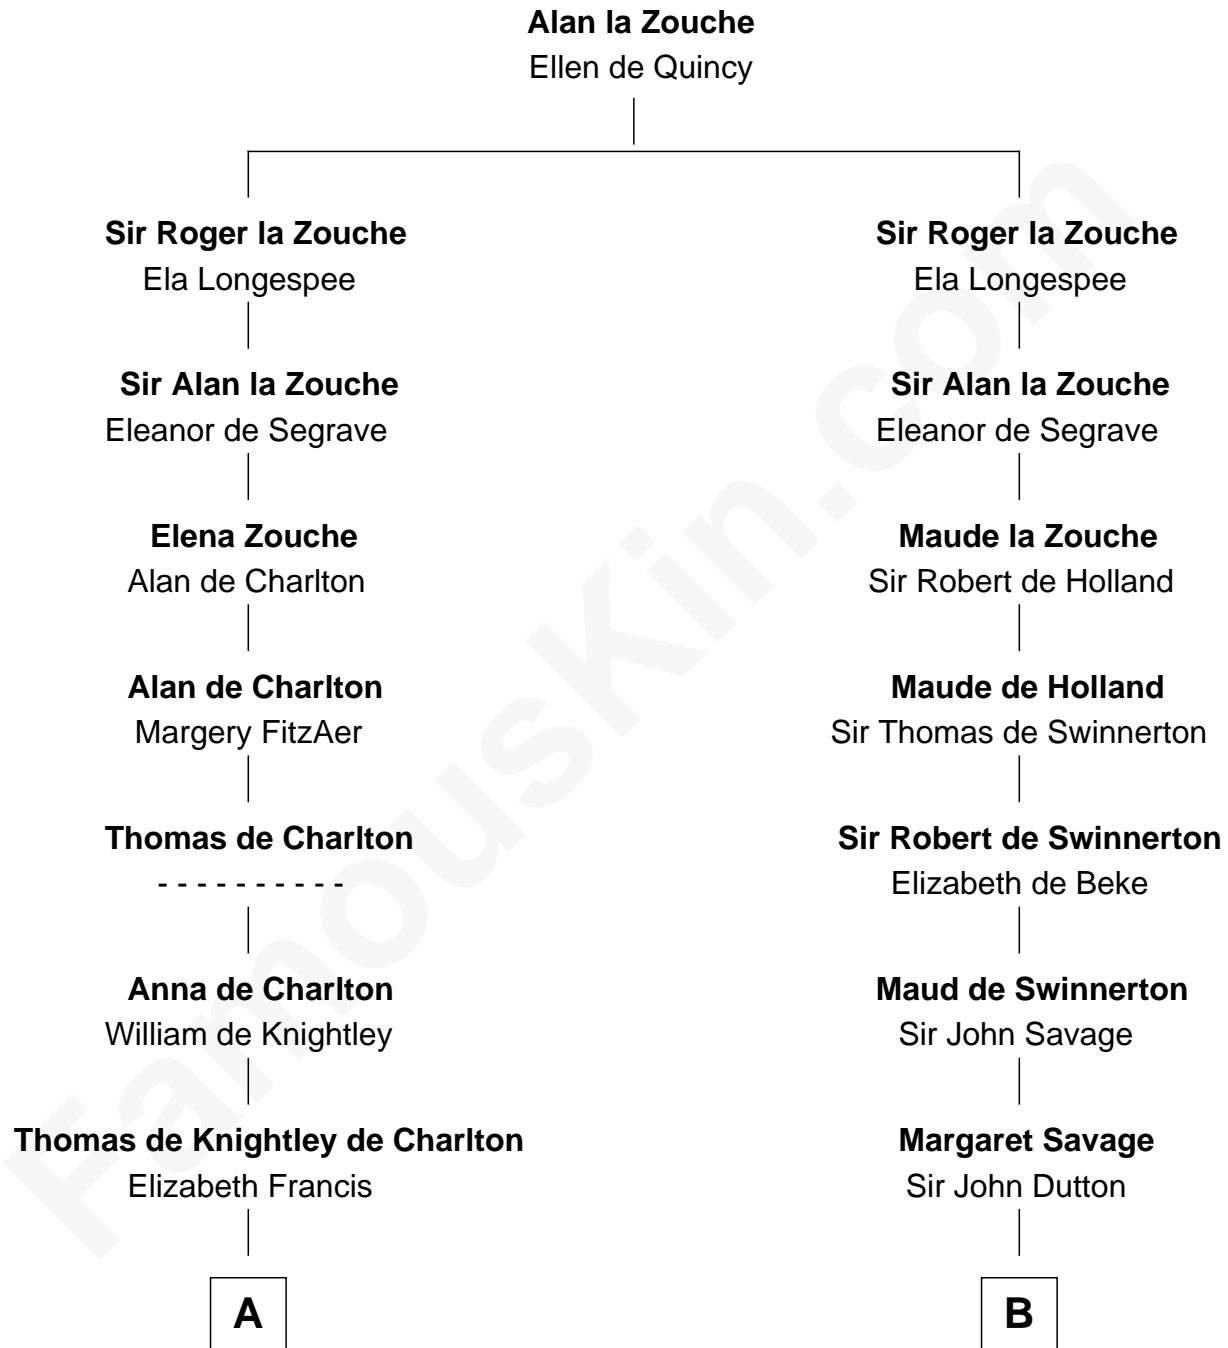 Alan la Zouche
Ellen de Quincy
Sir Roger la Zouche
Ela Longespee
Sir Alan la Zouche
Eleanor de Segrave
Elena Zouche
Alan de Charlton
Alan de Charlton
Margery FitzAer
Thomas de Charlton
- - - - - - - - - -
Anna de Charlton
William de Knightley
Thomas de Knightley de Charlton
Elizabeth Francis
A
Sir Roger la Zouche
Ela Longespee
Sir Alan la Zouche
Eleanor de Segrave
Maude la Zouche
Sir Robert de Holland
Maude de Holland
Sir Thomas de Swinnerton
Sir Robert de Swinnerton
Elizabeth de Beke
Maud de Swinnerton
Sir John Savage
Margaret Savage
Sir John Dutton
B
FamousKin.com